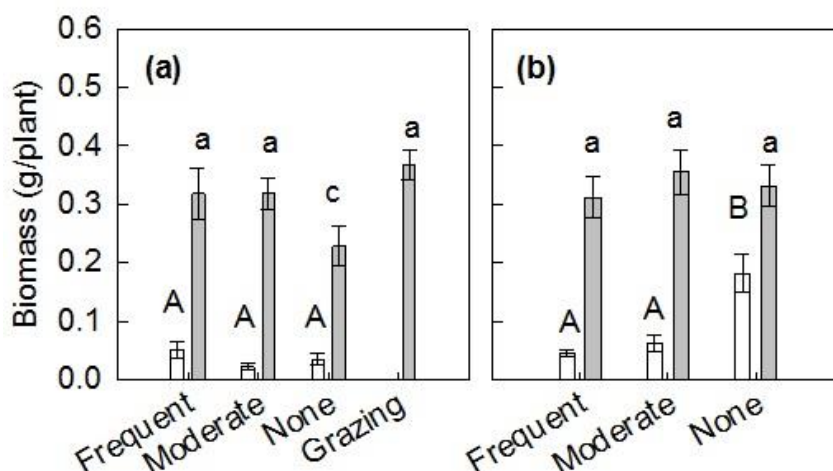 Biomass (g/plant)
0.6
0.5
0.4
0.3
0.2
0.1
0.0
(a)
a
a
c
a
A
A
A
Frequent
Moderate
None
Grazing
(b)
a
a
a
A
A
B
Frequent
Moderate
None